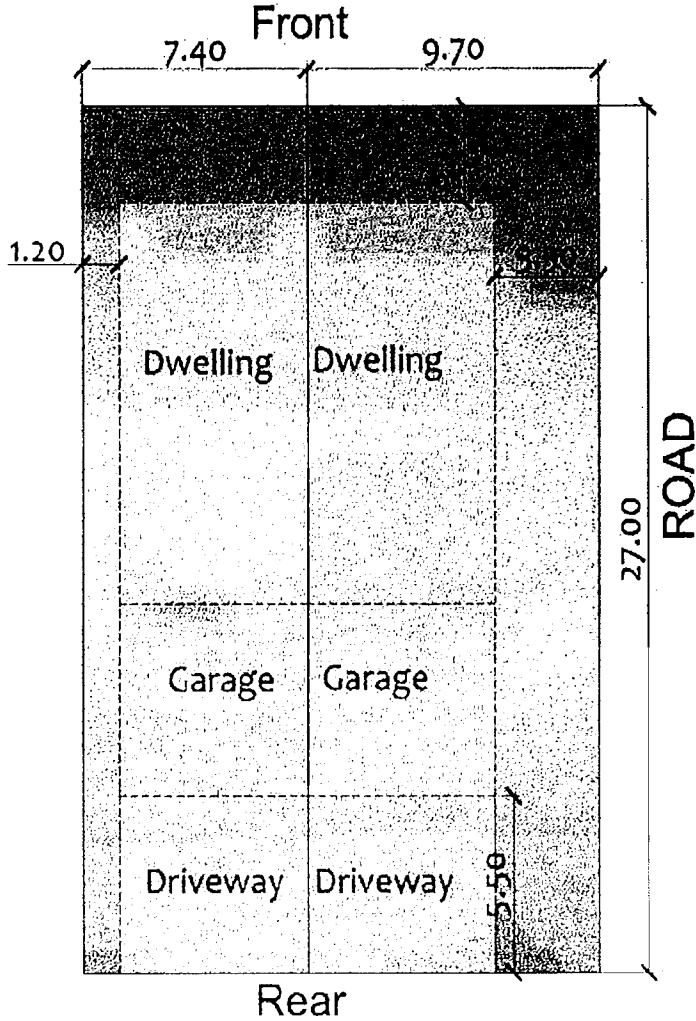 Front
7.40
9.70
1.20
Dwelling
Dwelling
ROAD
27.00
Garage
Garage
5.50
Driveway
Driveway
Rear